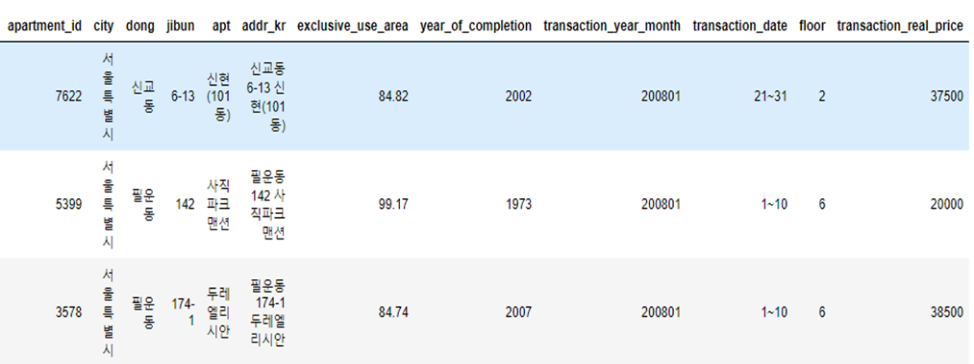 apartment_id city dong jibun apt addr_kr exclusive_use_area year_of_completion transaction_year_month transaction_date floor transaction_real_price
7622 서울특별시 신교동 6-13 신현(101동) 신교동 6-13 신현(101동) 84.82 2002 200801 21~31 2 37500
5399 서울특별시 필운동 142 사직파크맨션 필운동 142 사직파크맨션 99.17 1973 200801 1~10 6 20000
3578 서울특별시 필운동 174-1 두레엘리시안 필운동 174-1 두레엘리시안 84.74 2007 200801 1~10 6 38500